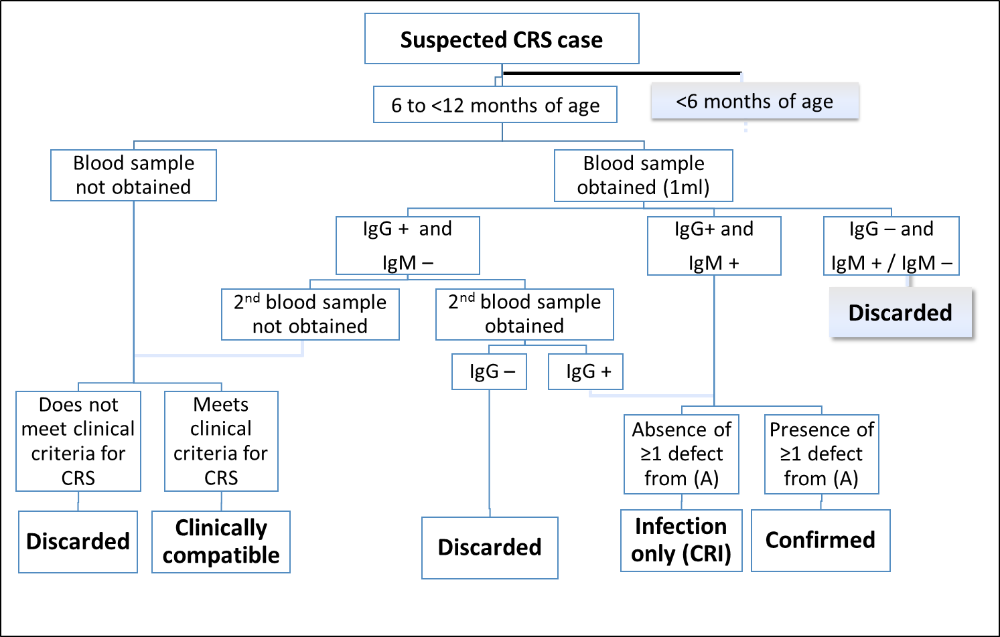 Suspected CRS case
6 to <12 months of age
<6 months of age
Blood sample
not obtained
Blood sample
obtained (1ml)
IgG + and
IgM –
IgG+ and
IgM +
IgG – and
IgM + / IgM –
2nd blood sample
not obtained
2nd blood sample
obtained
Discarded
IgG –
IgG +
Does not
meet clinical
criteria for
CRS
Meets
clinical
criteria for
CRS
Absence of
≥1 defect
from (A)
Presence of
≥1 defect
from (A)
Discarded
Clinically
compatible
Discarded
Infection
only (CRI)
Confirmed